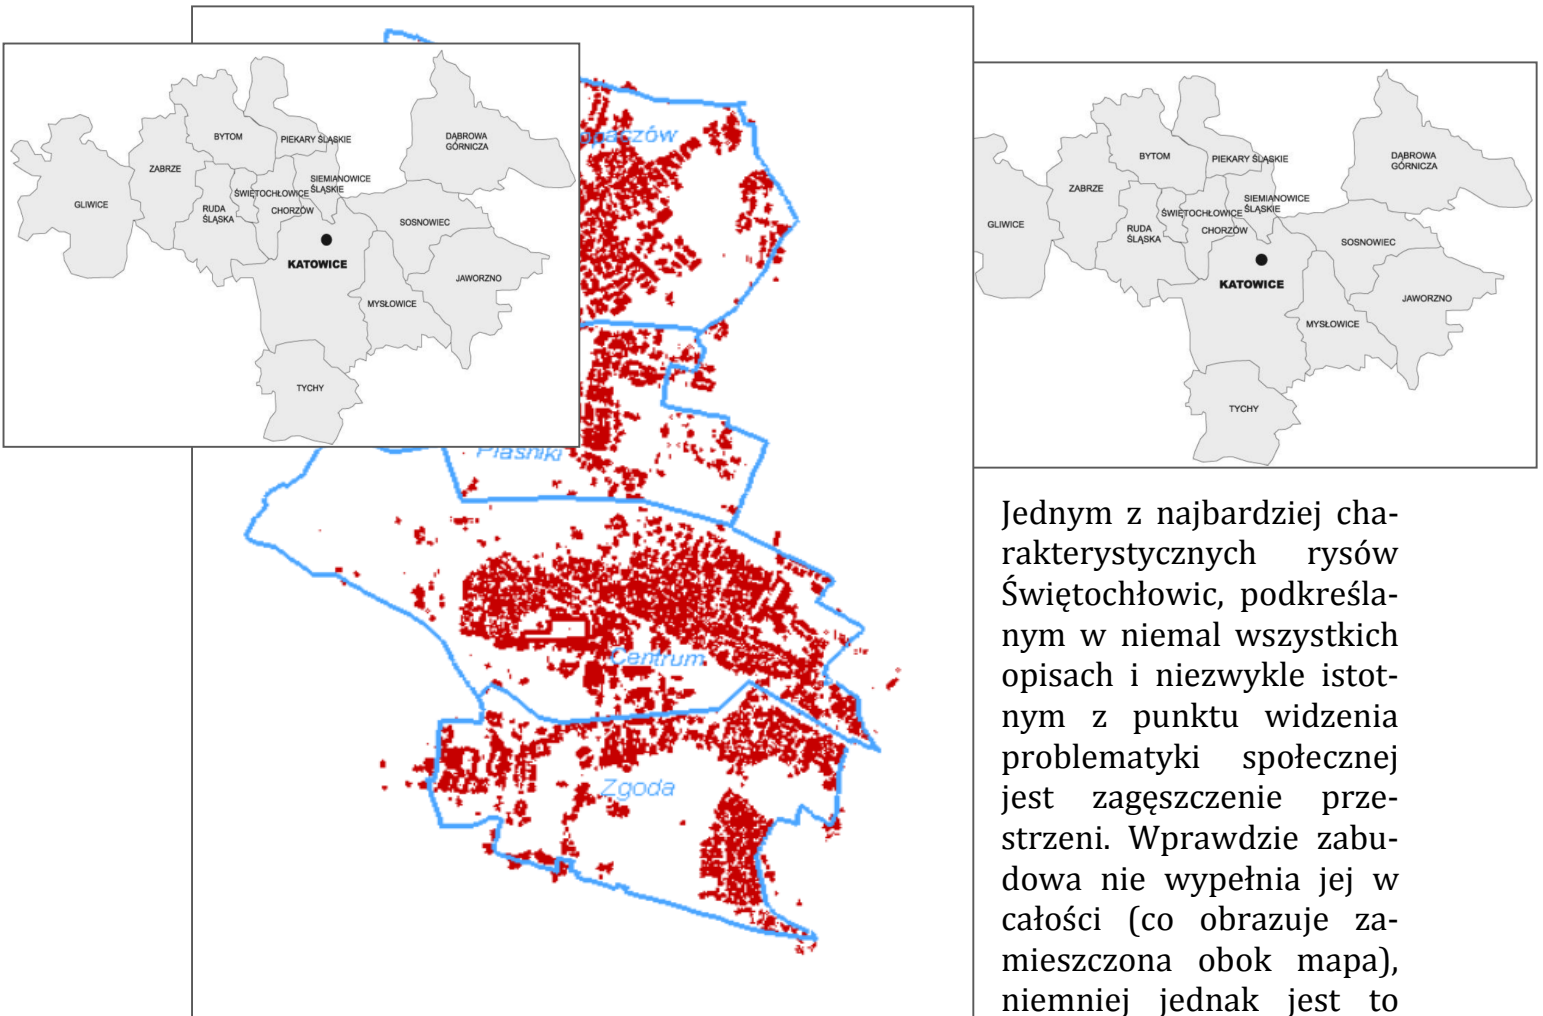 BYTOM
PIEKARY ŚLĄSKIE
DĄBROWA
GÓRNICZA
ZABRZE
SIEMIANOWICE
ŚLĄSKIE
ŚWIĘTOCHŁOWICE
GLIWICE
RUDA
ŚLĄSKA
CHORZÓW
SOSNOWIEC
KATOWICE
JAWORZNO
MYSŁOWICE
TYCHY
Piaśniki
Centrum
Zgoda
BYTOM
PIEKARY ŚLĄSKIE
DĄBROWA
GÓRNICZA
ZABRZE
SIEMIANOWICE
ŚLĄSKIE
ŚWIĘTOCHŁOWICE
GLIWICE
RUDA
ŚLĄSKA
CHORZÓW
SOSNOWIEC
KATOWICE
JAWORZNO
MYSŁOWICE
TYCHY
Jednym z najbardziej cha-
rakterystycznych rysów
Świętochłowic, podkreśla-
nym w niemal wszystkich
opisach i niezwykle istot-
nym z punktu widzenia
problematyki społecznej
jest zagęszczenie prze-
strzeni. Wprawdzie zabu-
dowa nie wypełnia jej w
całości (co obrazuje za-
mieszczona obok mapa),
niemniej jednak jest to